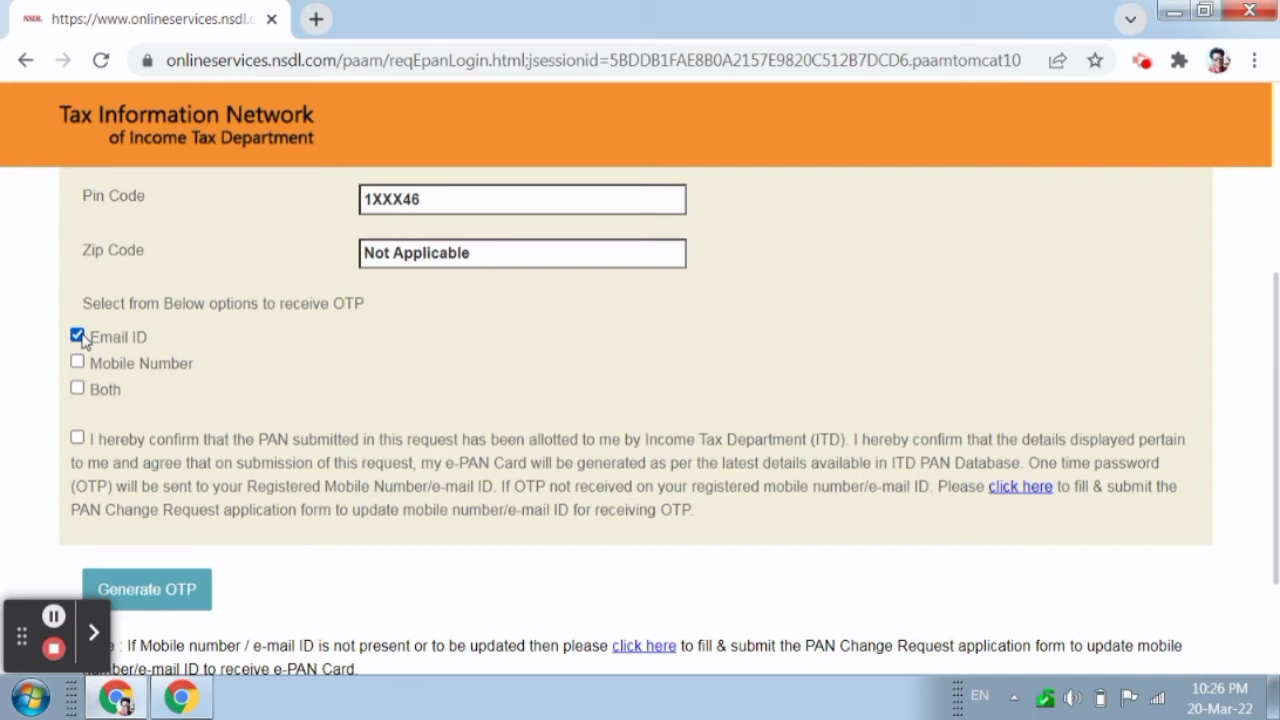 NSDL https://www.onlineservices.nsdl.c
onlineservices.nsdl.com/paam/reqEpanLogin.html;jsessionid=5BDDB1FAE8B0A2157E9820C512B7DCD6.paamtomcat10
Tax Information Network
of Income Tax Department
Pin Code 1XXX46
Zip Code Not Applicable
Select from Below options to receive OTP
Email ID
Mobile Number
Both
I hereby confirm that the PAN submitted in this request has been allotted to me by Income Tax Department (ITD). I hereby confirm that the details displayed pertain
to me and agree that on submission of this request, my e-PAN Card will be generated as per the latest details available in ITD PAN Database. One time password
(OTP) will be sent to your Registered Mobile Number/e-mail ID. If OTP not received on your registered mobile number/e-mail ID. Please click here to fill & submit the
PAN Change Request application form to update mobile number/e-mail ID for receiving OTP.
Generate OTP
: If Mobile number / e-mail ID is not present or to be updated then please click here to fill & submit the PAN Change Request application form to update mobile
number/e-mail ID to receive e-PAN Card.
EN 10:26 PM
20-Mar-22